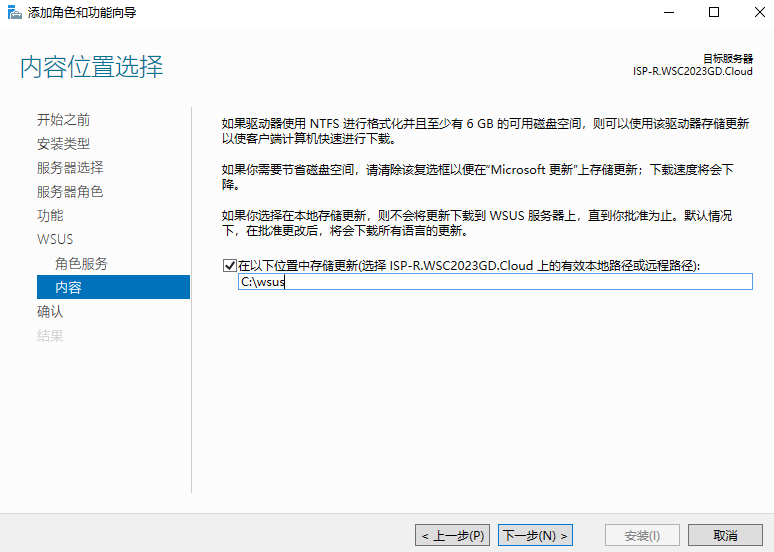 添加角色和功能向导
内容位置选择
目标服务器
ISP-R.WSC2023GD.Cloud
开始之前
安装类型
服务器选择
服务器角色
功能
WSUS
角色服务
内容
确认
结果
如果驱动器使用 NTFS 进行格式化并且至少有 6 GB 的可用磁盘空间，则可以使用该驱动器存储更新
以使客户端计算机快速进行下载。
如果你需要节省磁盘空间，请清除该复选框以便在“Microsoft 更新”上存储更新；下载速度将会下
降。
如果你选择在本地存储更新，则不会将更新下载到 WSUS 服务器上，直到你批准为止。默认情况
下，在批准更改后，将会下载所有语言的更新。
在以下位置中存储更新(选择 ISP-R.WSC2023GD.Cloud 上的有效本地路径或远程路径):
C:\wsus
< 上一步(P)
下一步(N) >
安装(I)
取消